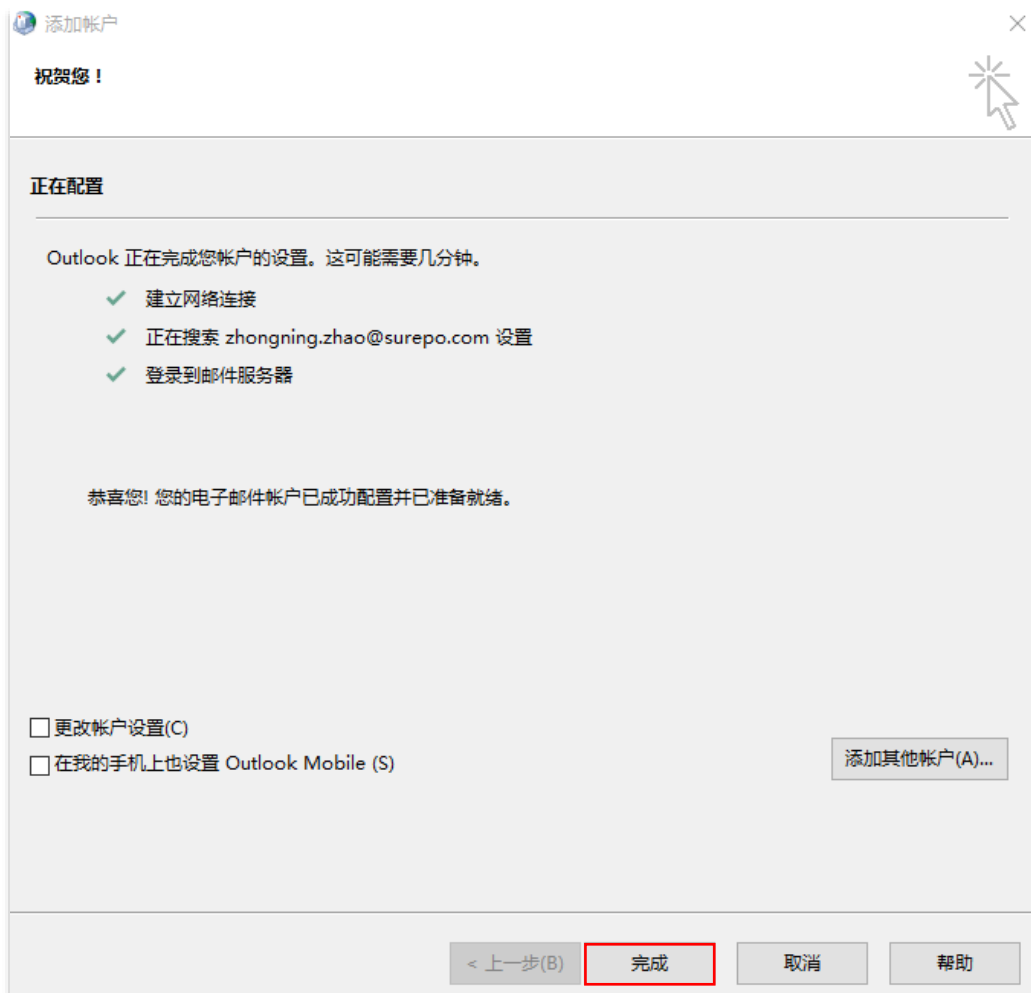 添加帐户
祝贺您！
正在配置
Outlook 正在完成您帐户的设置。这可能需要几分钟。
建立网络连接
正在搜索 zhongning.zhao@surepo.com 设置
登录到邮件服务器
恭喜您! 您的电子邮件帐户已成功配置并已准备就绪。
更改帐户设置(C)
在我的手机上也设置 Outlook Mobile (S)
添加其他帐户(A)...
< 上一步(B) 完成 取消 帮助